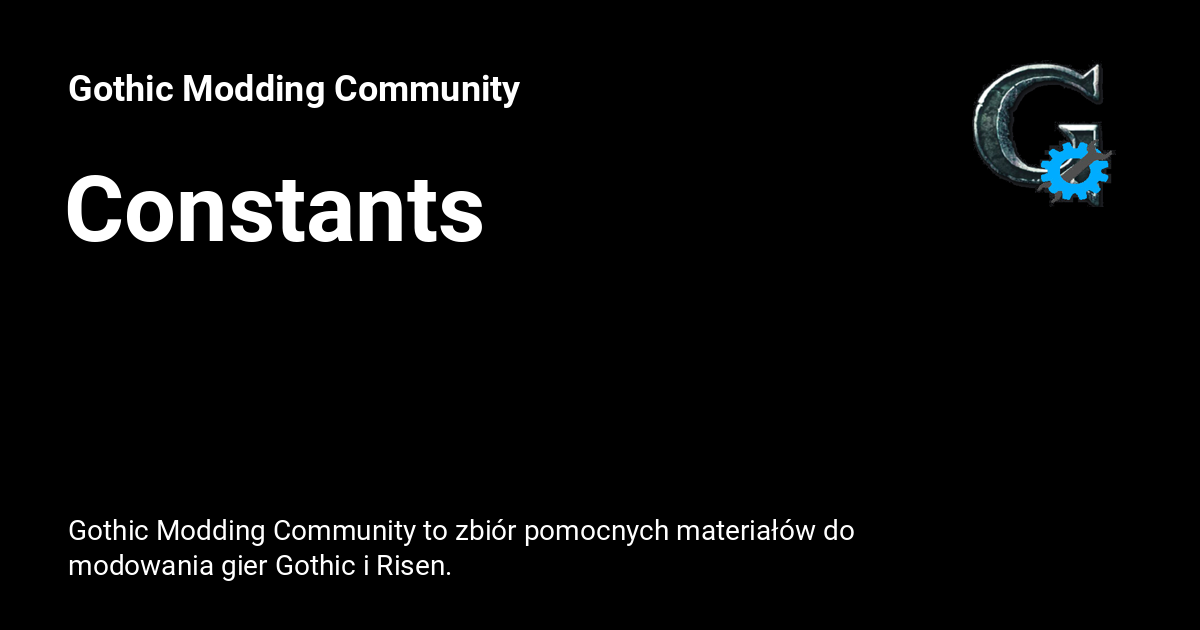 Gothic Modding Community
Constants
Gothic Modding Community to zbiór pomocnych materiałów do
modowania gier Gothic i Risen.